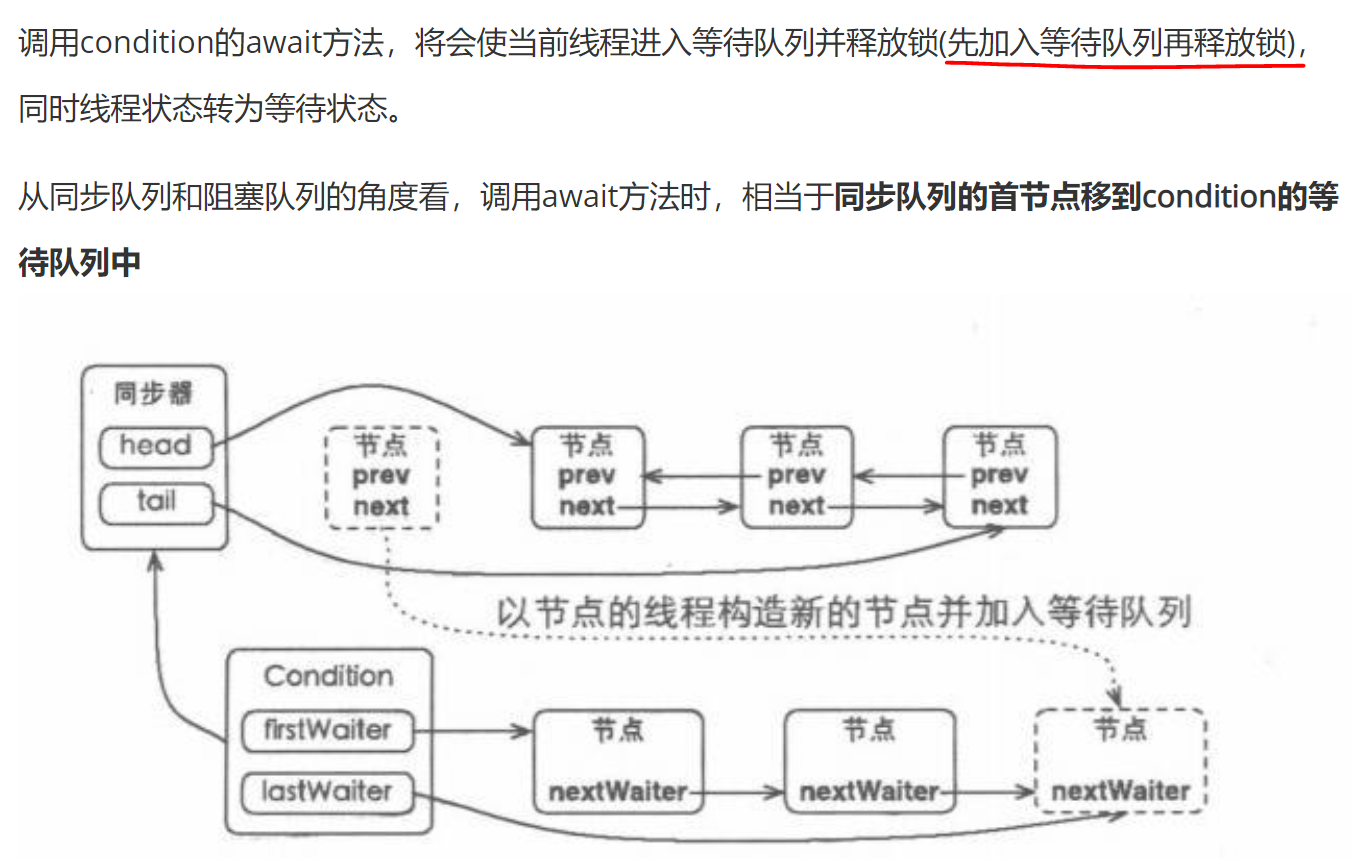 调用condition的await方法，将会使当前线程进入等待队列并释放锁(先加入等待队列再释放锁)，
同时线程状态转为等待状态。
从同步队列和阻塞队列的角度看，调用await方法时，相当于同步队列的首节点移到condition的等
待队列中
同步器
head
tail
节点
prev
next
节点
prev
next
节点
prev
next
节点
prev
next
以节点的线程构造新的节点并加入等待队列
Condition
firstWaiter
lastWaiter
节点
nextWaiter
节点
nextWaiter
节点
nextWaiter